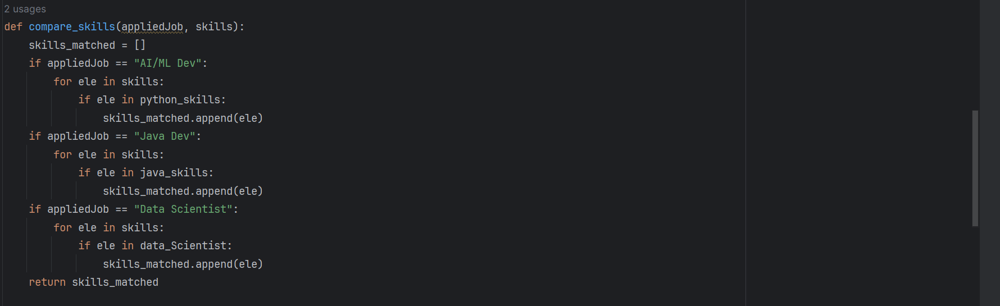 2 usages
def compare_skills(appliedJob, skills):
    skills_matched = []
    if appliedJob == "AI/ML Dev":
        for ele in skills:
            if ele in python_skills:
                skills_matched.append(ele)
    if appliedJob == "Java Dev":
        for ele in skills:
            if ele in java_skills:
                skills_matched.append(ele)
    if appliedJob == "Data Scientist":
        for ele in skills:
            if ele in data_Scientist:
                skills_matched.append(ele)
    return skills_matched